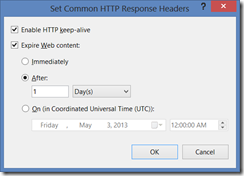 Set Common HTTP Response Headers
Enable HTTP keep-alive
Expire Web content:
Immediately
After:
1 Day(s)
On (in Coordinated Universal Time (UTC)):
Friday , May 3, 2013 12:00:00 AM
OK Cancel